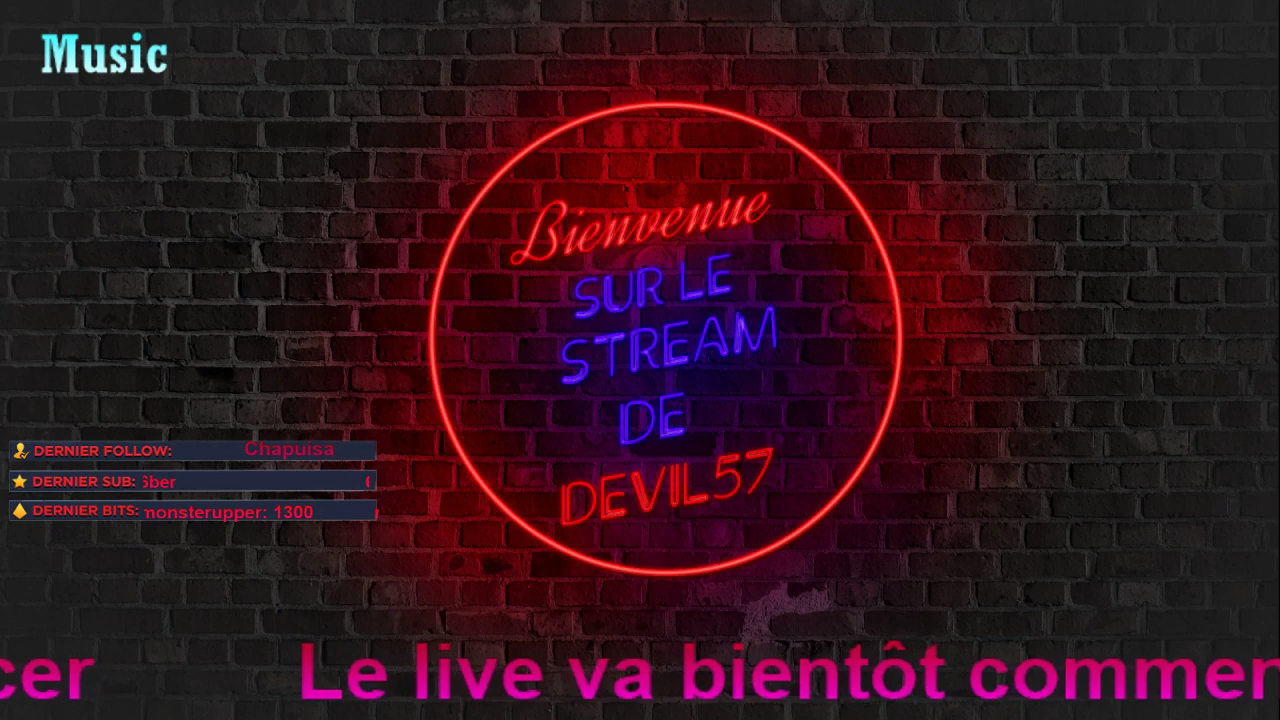 Music
Bienvenue
SUR LE
STREAM
DE
DEVIL57
DERNIER FOLLOW: Chapuisa
DERNIER SUB:
DERNIER BITS: monsterupper: 1300
cer Le live va bientôt commen